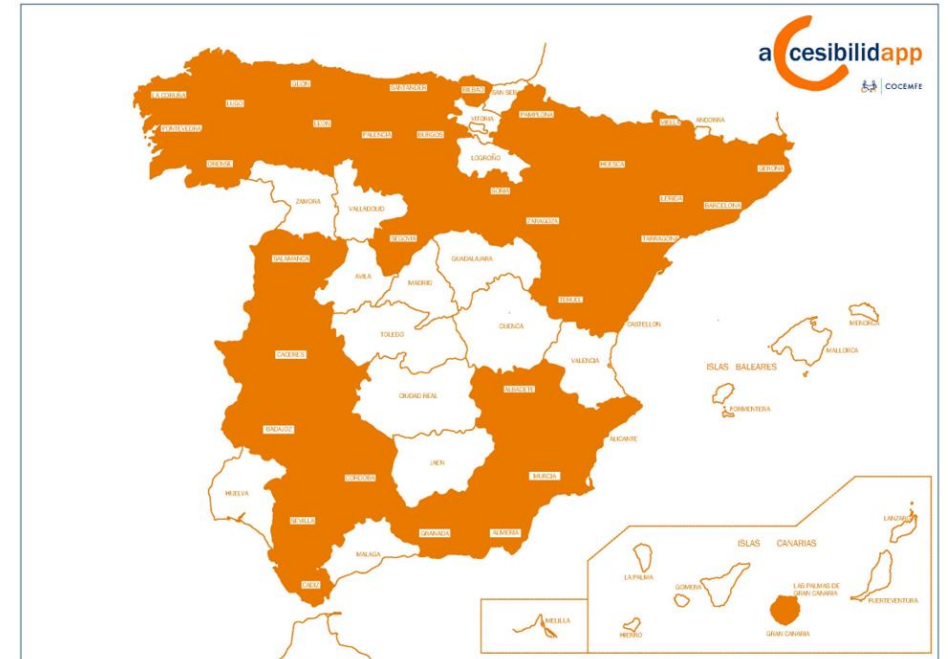 accesibilidapp
COCEMFE
LA CORUÑA
LUGO
GIJON
SANTANDER
BILBAO
SAN SEB
VITORIA
PAMPLONA
VIELLA
ANDORRA
PONTEVEDRA
LEON
PALENCIA
BURGOS
LOGROÑO
HUESCA
GERONA
ORENSE
SORIA
LERIDA
BARCELONA
ZAMORA
VALLADOLID
ZARAGOZA
SEGOVIA
TARRAGONA
SALAMANCA
GUADALAJARA
AVILA
MADRID
TERUEL
MENORCA
CASTELLON
CUENCA
TOLEDO
MALLORCA
CACERES
VALENCIA
ISLAS BALEARES
CIUDAD REAL
ALBACETE
FORMENTERA
BADAJOZ
ALICANTE
JAEN
CORDOBA
MURCIA
HUELVA
SEVILLA
GRANADA
ALMERIA
MALAGA
CADIZ
MELILLA
ISLAS CANARIAS
LANZARO
LA PALMA
GOMERA
LAS PALMAS DE
GRAN CANARIA
FUERTEVENTURA
HIERRO
GRAN CANARIA